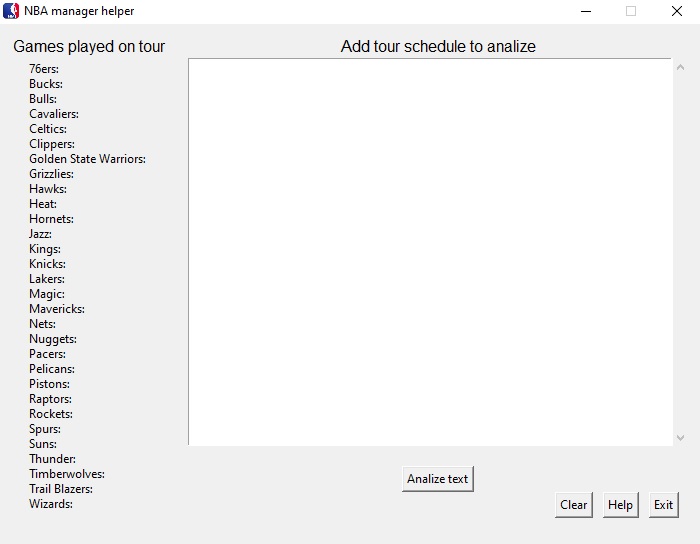 NBA manager helper
Games played on tour
Add tour schedule to analize
76ers:
Bucks:
Bulls:
Cavaliers:
Celtics:
Clippers:
Golden State Warriors:
Grizzlies:
Hawks:
Heat:
Hornets:
Jazz:
Kings:
Knicks:
Lakers:
Magic:
Mavericks:
Nets:
Nuggets:
Pacers:
Pelicans:
Pistons:
Raptors:
Rockets:
Spurs:
Suns:
Thunder:
Timberwolves:
Trail Blazers:
Wizards:
Analize text
Clear
Help
Exit